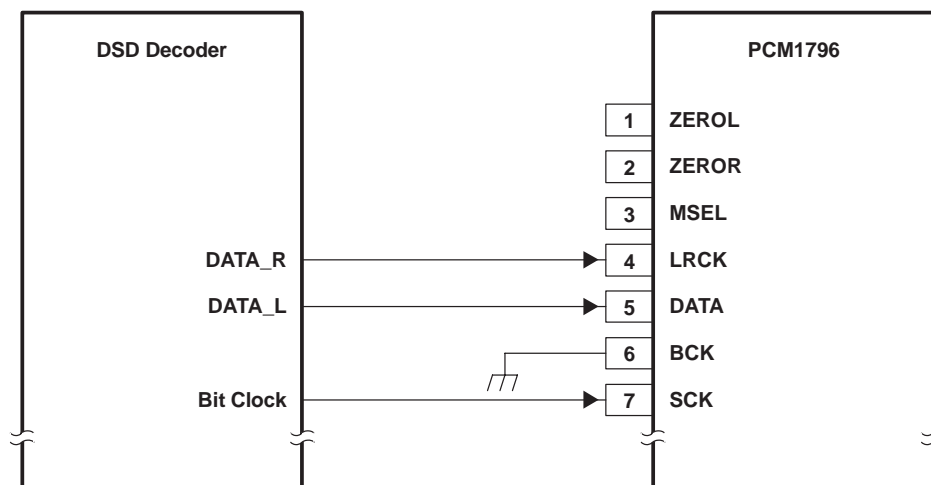 DSD Decoder
PCM1796
1 ZEROL
2 ZEROR
3 MSEL
DATA_R 4 LRCK
DATA_L 5 DATA
6 BCK
Bit Clock 7 SCK